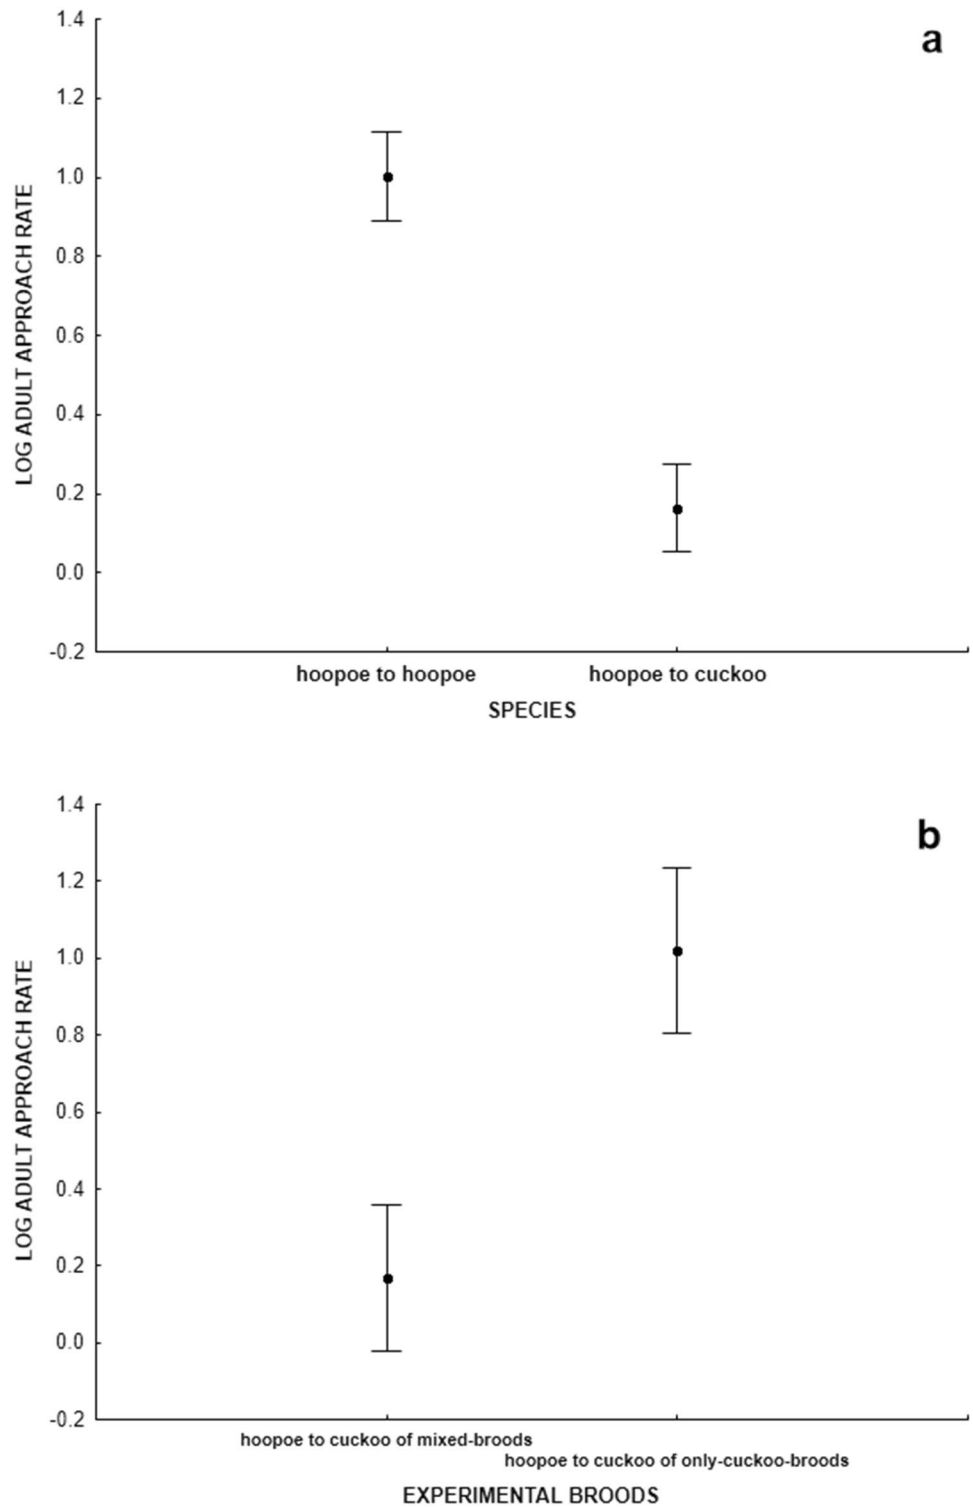 a
LOG ADULT APPROACH RATE
1.4
1.2
1.0
0.8
0.6
0.4
0.2
0.0
-0.2
hoopoe to hoopoe hoopoe to cuckoo
SPECIES
b
LOG ADULT APPROACH RATE
1.4
1.2
1.0
0.8
0.6
0.4
0.2
0.0
-0.2
hoopoe to cuckoo of mixed-broods
hoopoe to cuckoo of only-cuckoo-broods
EXPERIMENTAL BROODS